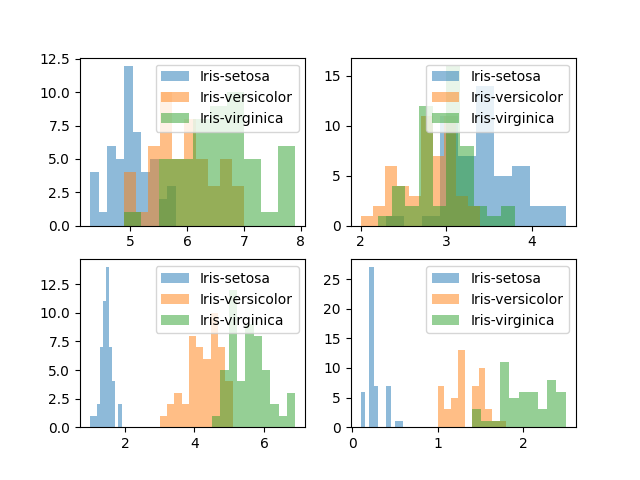 12.5
10.0
7.5
5.0
2.5
0.0
5 6 7 8
Iris-setosa
Iris-versicolor
Iris-virginica
15
10
5
0
2 3 4
Iris-setosa
Iris-versicolor
Iris-virginica
12.5
10.0
7.5
5.0
2.5
0.0
2 4 6
Iris-setosa
Iris-versicolor
Iris-virginica
25
20
15
10
5
0
0 1 2
Iris-setosa
Iris-versicolor
Iris-virginica